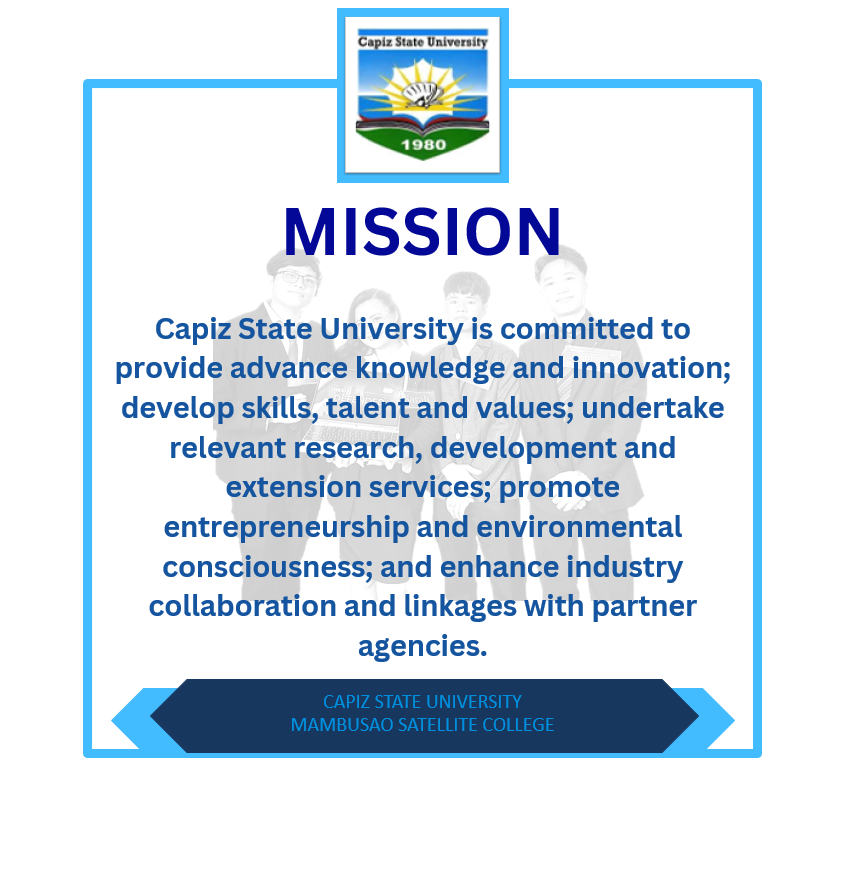 Capiz State University
1980
MISSION
Capiz State University is committed to
provide advance knowledge and innovation;
develop skills, talent and values; undertake
relevant research, development and
extension services; promote
entrepreneurship and environmental
consciousness; and enhance industry
collaboration and linkages with partner
agencies.
CAPIZ STATE UNIVERSITY
MAMBUSAO SATELLITE COLLEGE